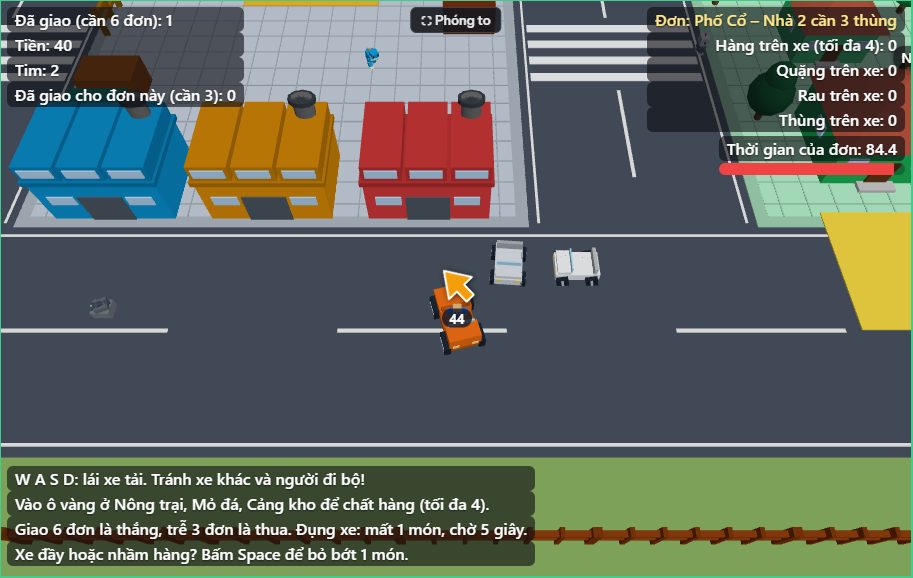 Đã giao (cần 6 đơn): 1
Tiền: 40
Tim: 2
Đã giao cho đơn này (cần 3): 0
Phóng to
Đơn: Phố Cổ – Nhà 2 cần 3 thùng
Hàng trên xe (tối đa 4): 0
Quặng trên xe: 0
Rau trên xe: 0
Thùng trên xe: 0
Thời gian của đơn: 84.4
44
W A S D: lái xe tải. Tránh xe khác và người đi bộ!
Vào ô vàng ở Nông trại, Mỏ đá, Cảng kho để chất hàng (tối đa 4).
Giao 6 đơn là thắng, trễ 3 đơn là thua. Đụng xe: mất 1 món, chờ 5 giây.
Xe đầy hoặc nhầm hàng? Bấm Space để bỏ bớt 1 món.